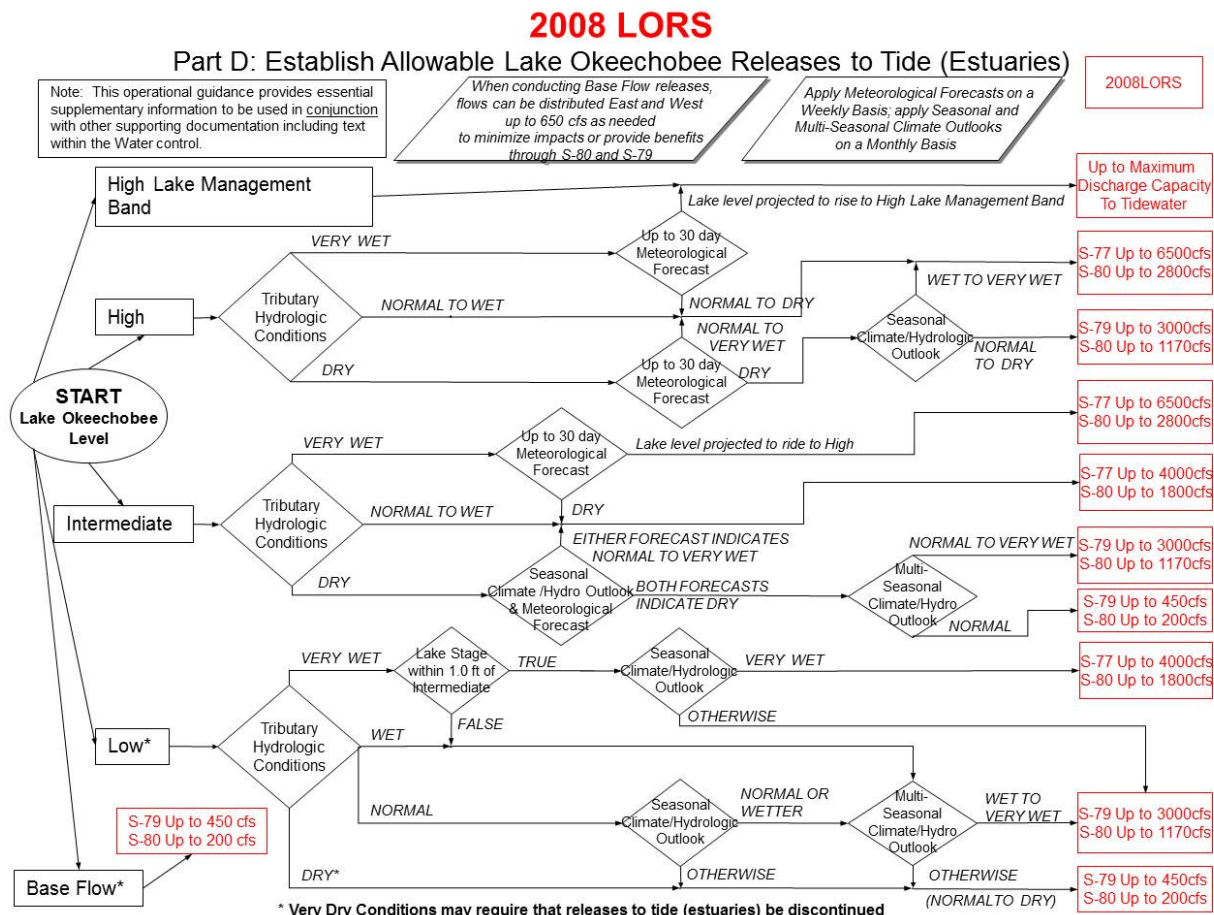 2008 LORS
Part D: Establish Allowable Lake Okeechobee Releases to Tide (Estuaries)
Note: This operational guidance provides essential
supplementary information to be used in conjunction
with other supporting documentation including text
within the Water control.
When conducting Base Flow releases,
flows can be distributed East and West
up to 650 cfs as needed
to minimize impacts or provide benefits
through S-80 and S-79
Apply Meteorological Forecasts on a
Weekly Basis; apply Seasonal and
Multi-Seasonal Climate Outlooks
on a Monthly Basis
2008LORS
High Lake Management
Band
Lake level projected to rise to High Lake Management Band
Up to Maximum
Discharge Capacity
To Tidewater
VERY WET
Up to 30 day
Meteorological
Forecast
S-77 Up to 6500cfs
S-80 Up to 2800cfs
WET TO VERY WET
High
Tributary
Hydrologic
Conditions
NORMAL TO WET
NORMAL TO DRY
NORMAL TO
VERY WET
Seasonal
Climate/Hydrologic
Outlook
NORMAL
TO DRY
S-79 Up to 3000cfs
S-80 Up to 1170cfs
DRY
Up to 30 day
Meteorological
Forecast
DRY
START
Lake Okeechobee
Level
VERY WET
Up to 30 day
Meteorological
Forecast
Lake level projected to ride to High
S-77 Up to 6500cfs
S-80 Up to 2800cfs
Intermediate
Tributary
Hydrologic
Conditions
NORMAL TO WET
DRY
S-77 Up to 4000cfs
S-80 Up to 1800cfs
EITHER FORECAST INDICATES
NORMAL TO VERY WET
DRY
Seasonal
Climate /Hydro Outlook
& Meteorological
Forecast
BOTH FORECASTS
INDICATE DRY
Multi-
Seasonal
Climate/Hydro
Outlook
NORMAL TO VERY WET
S-79 Up to 3000cfs
S-80 Up to 1170cfs
NORMAL
S-79 Up to 450cfs
S-80 Up to 200cfs
VERY WET
Lake Stage
within 1.0 ft of
Intermediate
TRUE
Seasonal
Climate/Hydrologic
Outlook
VERY WET
S-77 Up to 4000cfs
S-80 Up to 1800cfs
FALSE
OTHERWISE
Low*
Tributary
Hydrologic
Conditions
WET
NORMAL
Seasonal
Climate/Hydrologic
Outlook
NORMAL OR
WETTER
Multi-
Seasonal
Climate/Hydro
Outlook
WET TO
VERY WET
S-79 Up to 3000cfs
S-80 Up to 1170cfs
S-79 Up to 450 cfs
S-80 Up to 200 cfs
Base Flow*
DRY*
OTHERWISE
OTHERWISE
(NORMAL TO DRY)
S-79 Up to 450cfs
S-80 Up to 200cfs
* Very Dry Conditions may require that releases to tide (estuaries) be discontinued